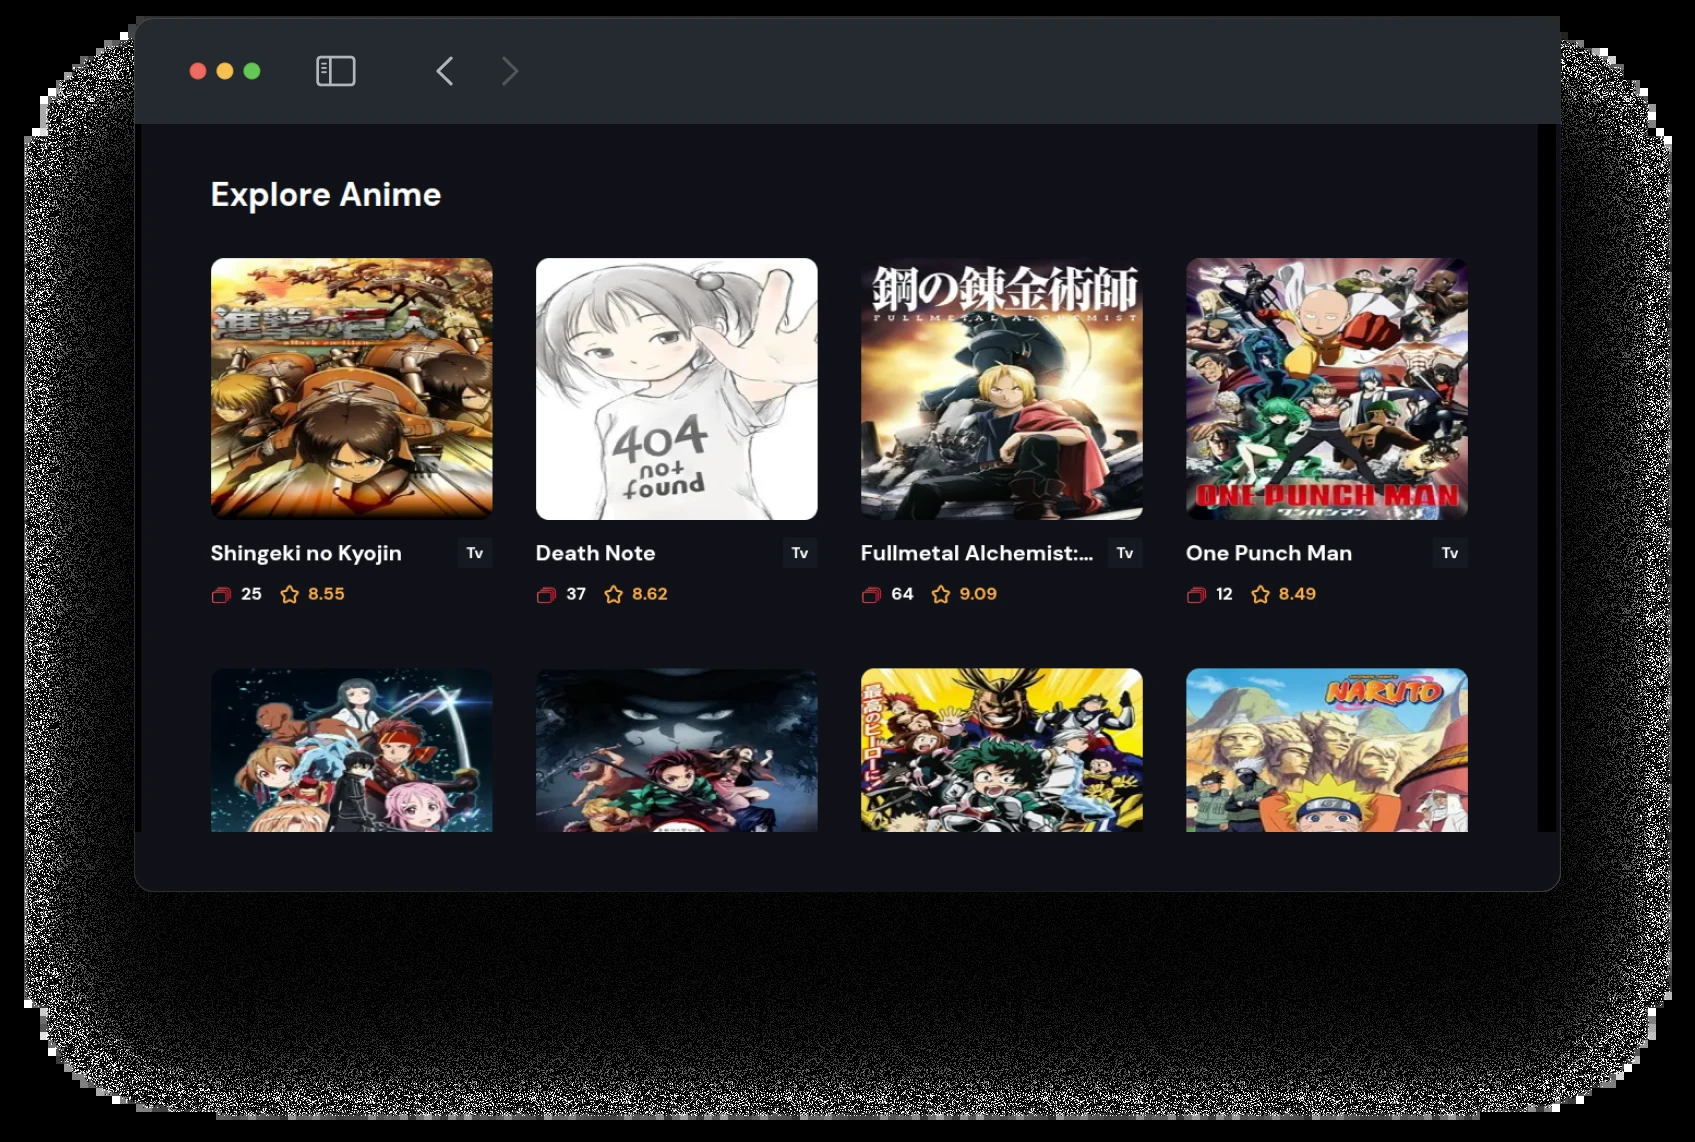 Explore Anime
進撃の巨人
attack on titan
404
not
found
鋼の錬金術師
FULLMETAL ALCHEMIST
ONE PUNCH MAN
ワンパンマン
Shingeki no Kyojin Tv
25 8.55
Death Note Tv
37 8.62
Fullmetal Alchemist:... Tv
64 9.09
One Punch Man Tv
12 8.49
最高のヒーローに
NARUTO